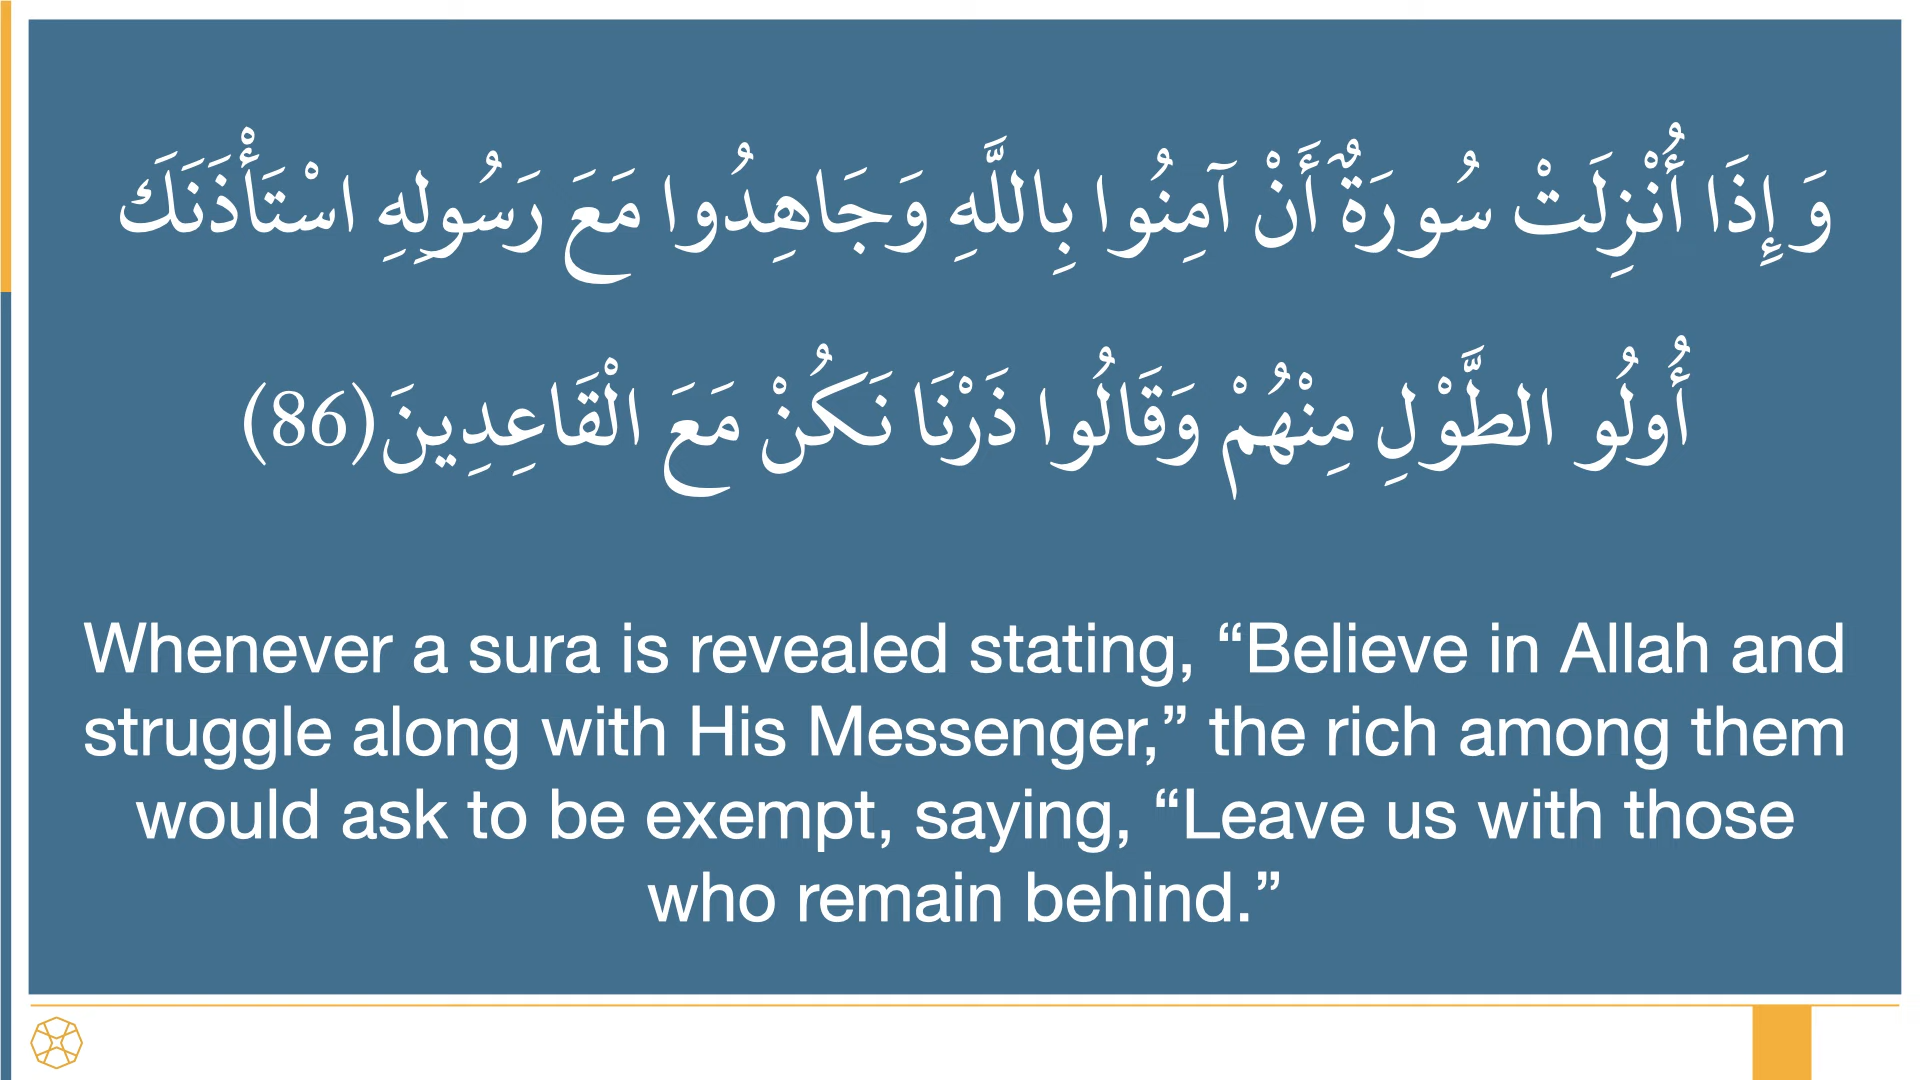 وَإِذَا أُنْزِلَتْ سُورَةٌ أَنْ آمِنُوا بِاللَّهِ وَجَاهِدُوا مَعَ رَسُولِهِ اسْتَأْذَنَكَ
أُولُو الطَّوْلِ مِنْهُمْ وَقَالُوا ذَرْنَا نَكُنْ مَعَ الْقَاعِدِينَ(86)
Whenever a sura is revealed stating, “Believe in Allah and
struggle along with His Messenger,” the rich among them
would ask to be exempt, saying, “Leave us with those
who remain behind.”